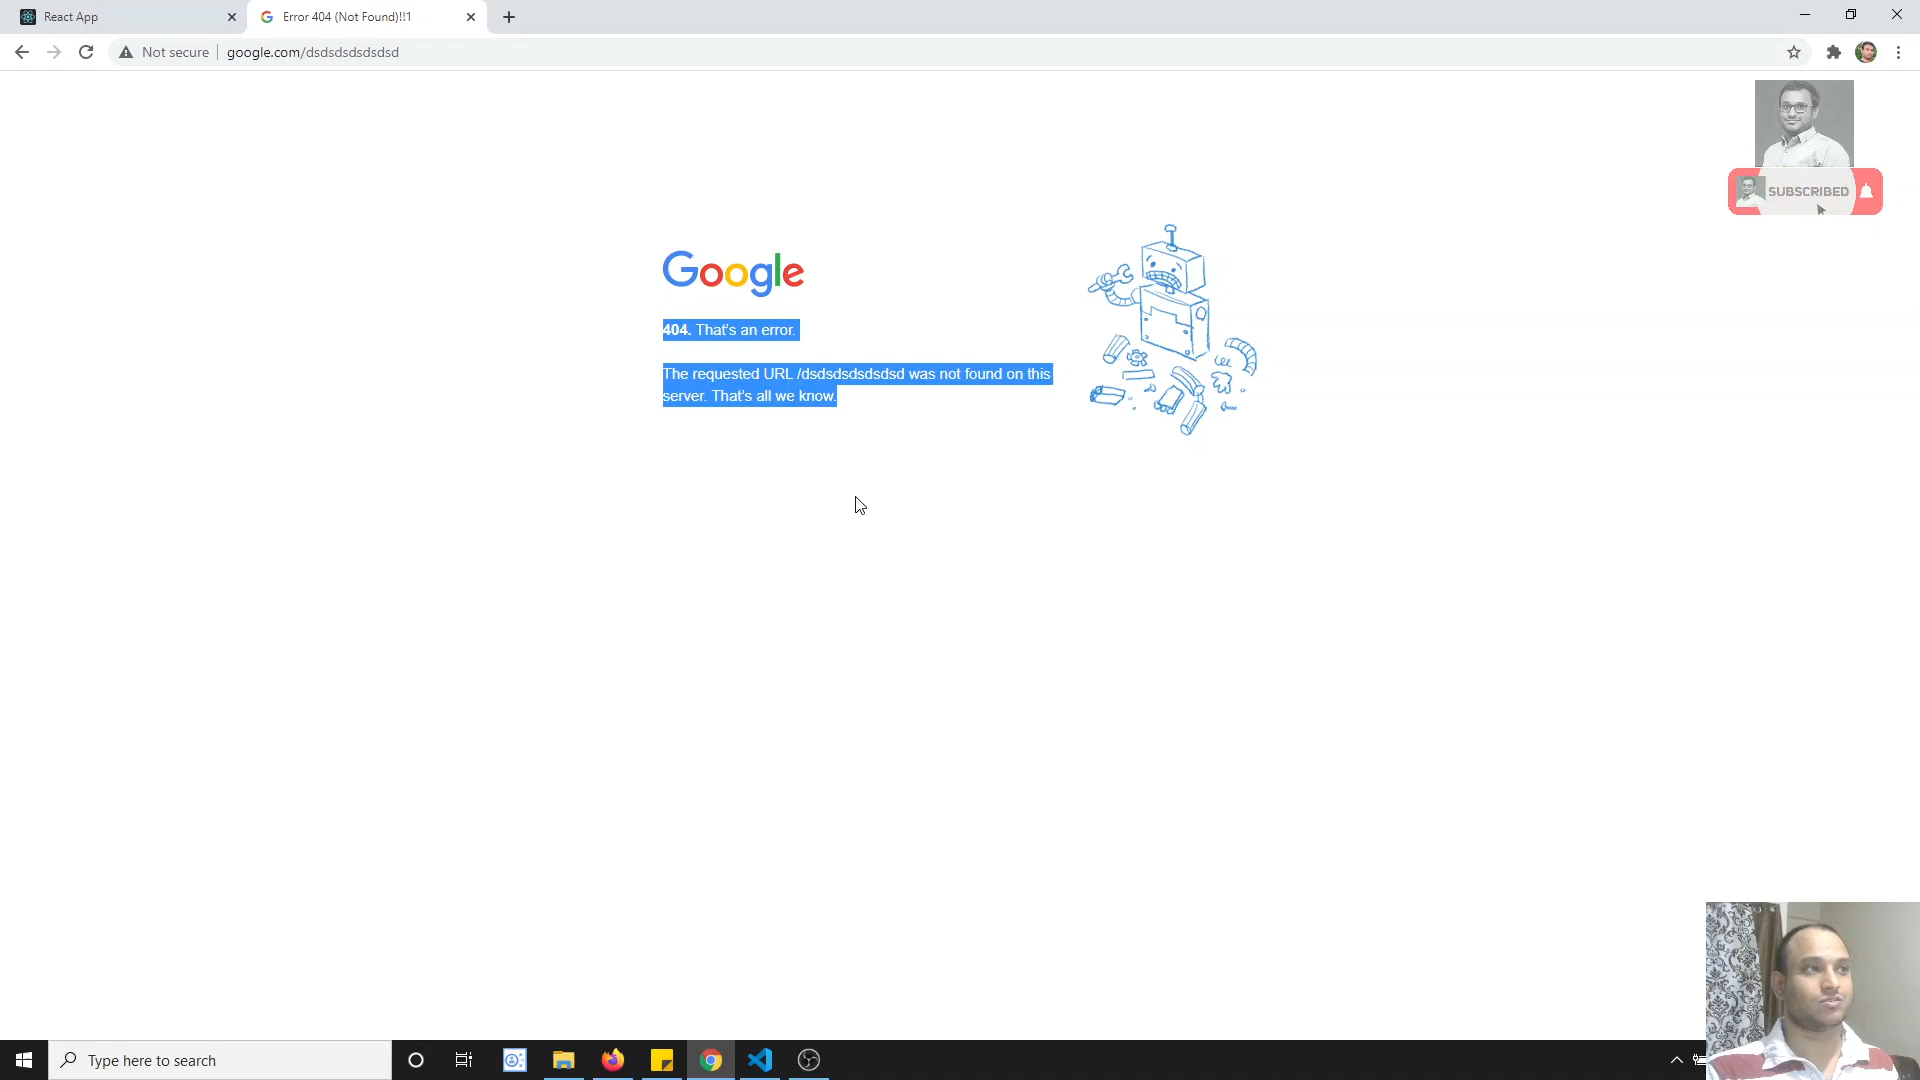 React App
Error 404 (Not Found)!!1
Not secure
google.com/dsdsdsdsdsdsd
SUBSCRIBED
Google
404. That's an error.
The requested URL /dsdsdsdsdsdsd was not found on this
server. That's all we know.
Type here to search